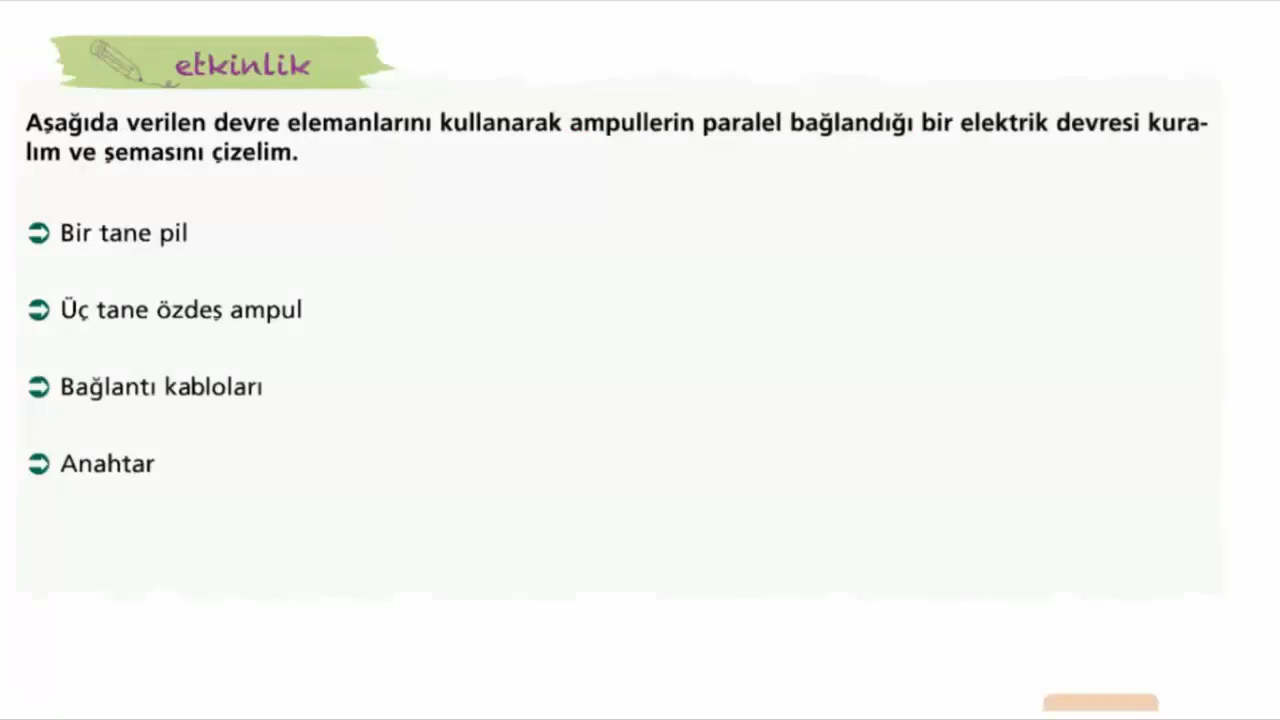 etkinlik
Aşağıda verilen devre elemanlarını kullanarak ampullerin paralel bağlandığı bir elektrik devresi kura-
lım ve şemasını çizelim.
Bir tane pil
Üç tane özdeş ampul
Bağlantı kabloları
Anahtar